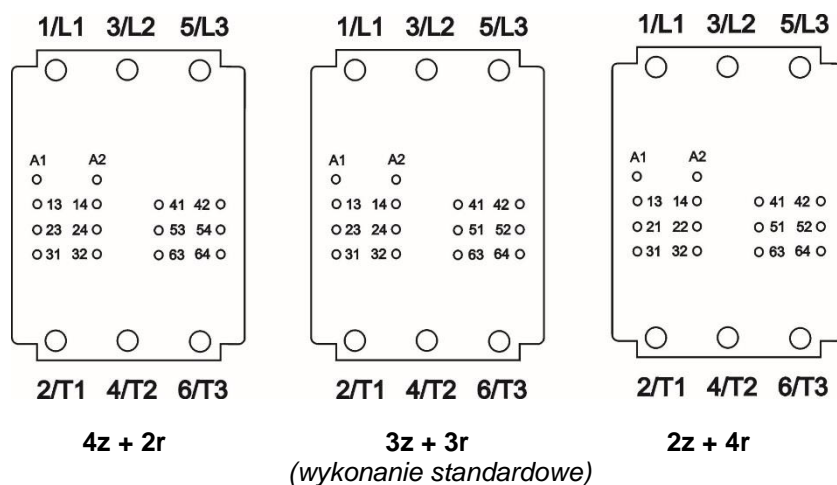 1/L1 3/L2 5/L3 1/L1 3/L2 5/L3 1/L1 3/L2 5/L3
A1 A2 A1 A2 A1 A2
13 14 41 42 13 14 41 42 13 14 41 42
23 24 53 54 23 24 51 52 21 22 51 52
31 32 63 64 31 32 63 64 31 32 63 64
2/T1 4/T2 6/T3 2/T1 4/T2 6/T3 2/T1 4/T2 6/T3
4z + 2r 3z + 3r 2z + 4r
(wykonanie standardowe)